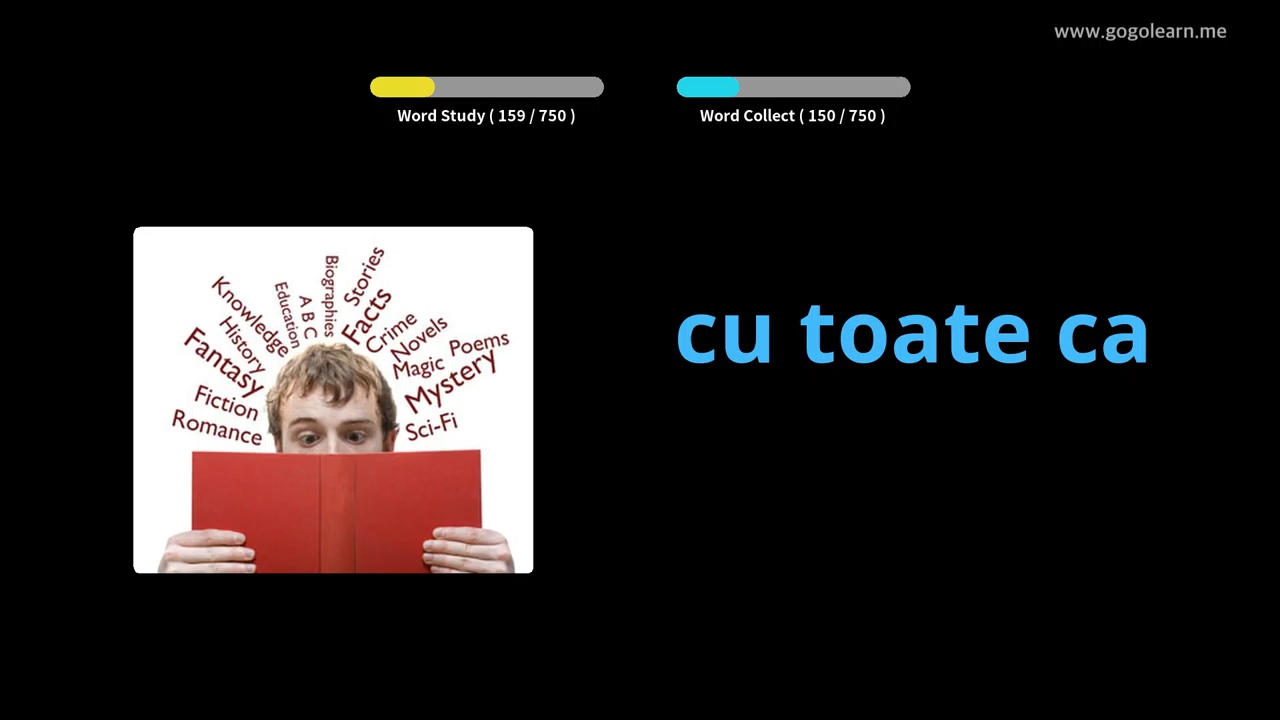 www.gogolearn.me
Word Study ( 159 / 750 )
Word Collect ( 150 / 750 )
Knowledge
History
Fantasy
Fiction
Romance
Education
A B C
Biographies
Stories
Facts
Crime
Novels
Magic
Poems
Mystery
Sci-Fi
cu toate ca